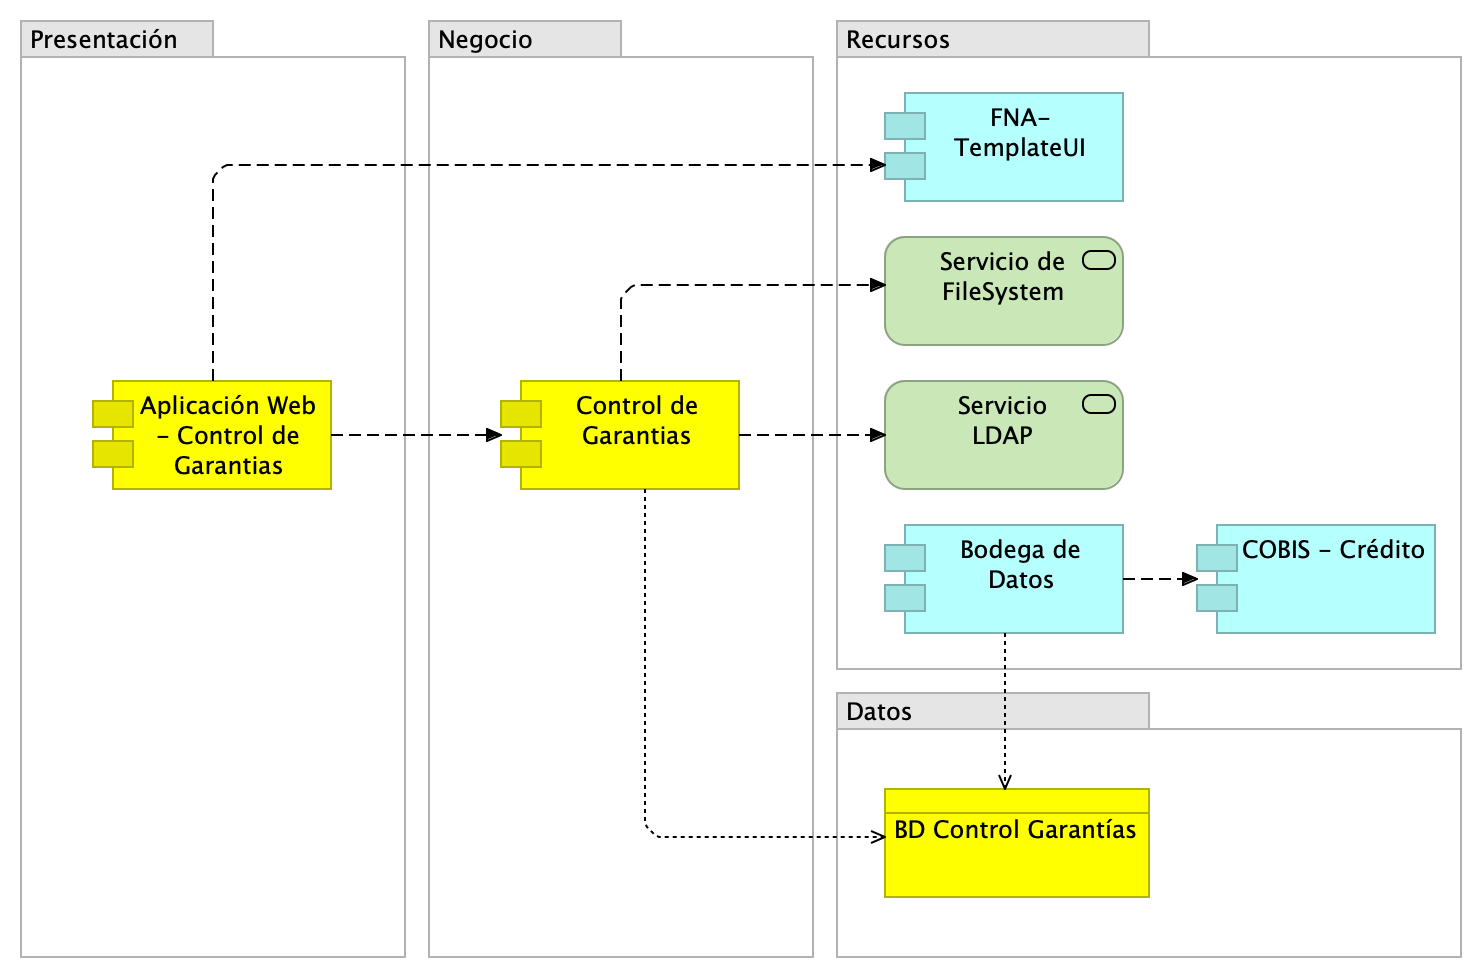 Presentación
Negocio
Recursos
FNA-
TemplateUI
Servicio de
FileSystem
Aplicación Web
- Control de
Garantias
Control de
Garantias
Servicio
LDAP
Bodega de
Datos
COBIS - Crédito
Datos
BD Control Garantías